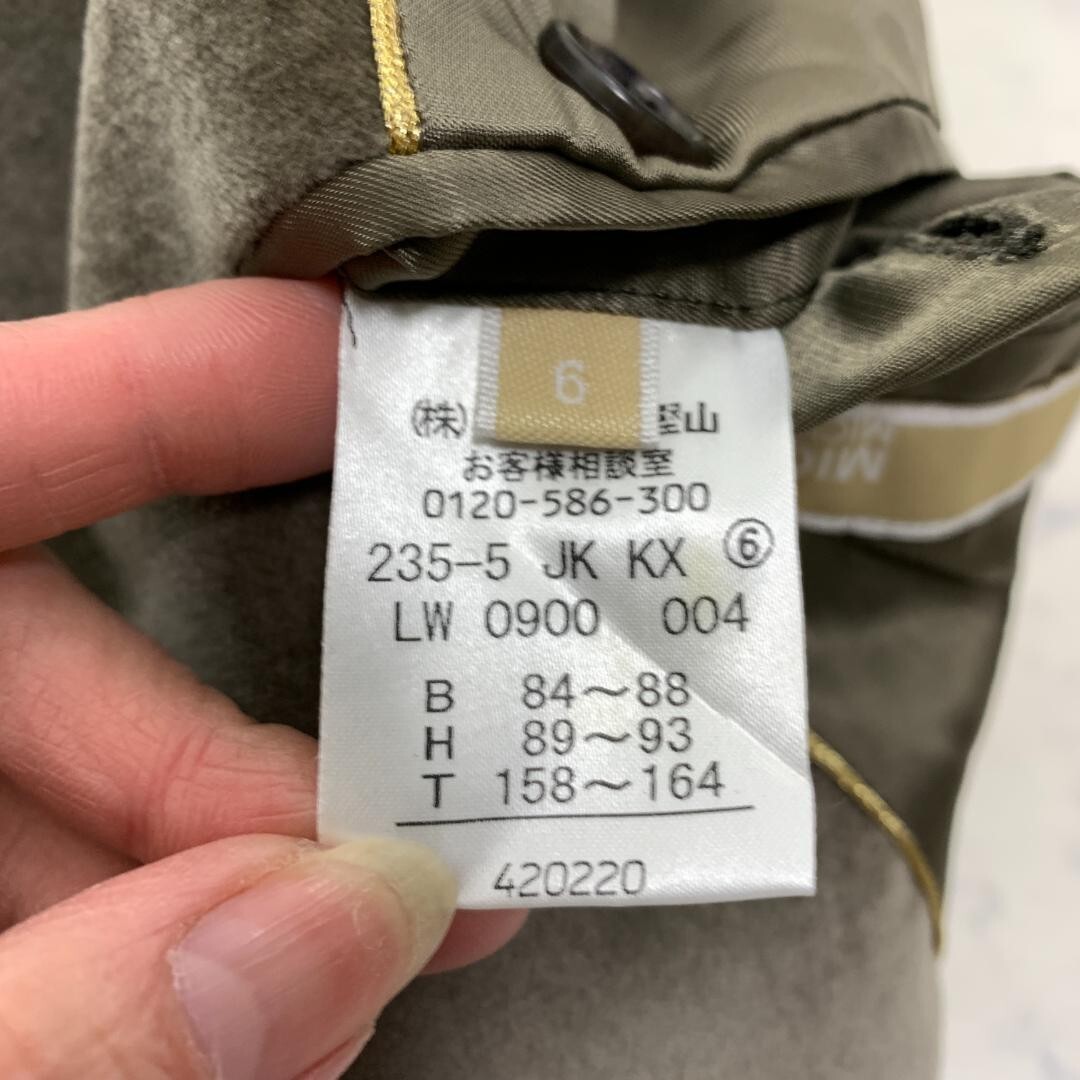 6
(株) 山
お客様相談室
0120-586-300
235-5 JK KX ⑥
LW 0900 004
B 84～88
H 89～93
T 158～164
420220